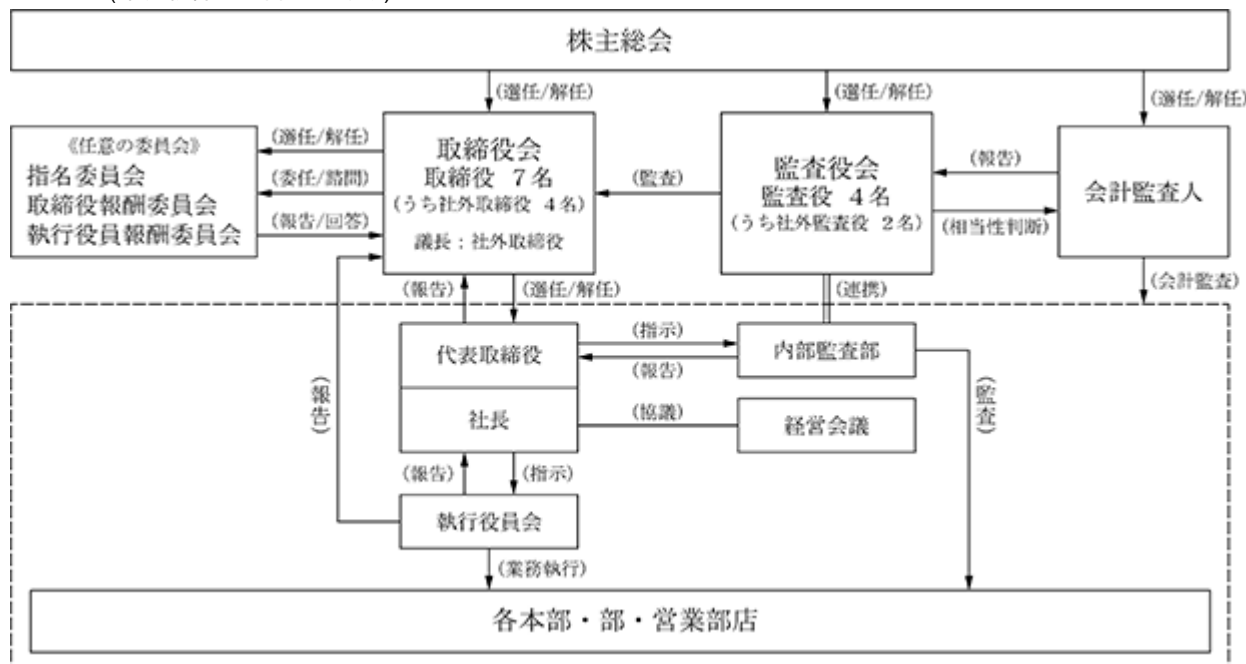 株主総会
(選任/解任)
(選任/解任)
(選任/解任)
《任意の委員会》
指名委員会
取締役報酬委員会
執行役員報酬委員会
(選任/解任)
(委任/諮問)
(報告/回答)
取締役会
取締役 7名
(うち社外取締役 4名)
議長:社外取締役
(監査)
監査役会
監査役 4名
(うち社外監査役 2名)
(報告)
(相当性判断)
会計監査人
(報告)
(選任/解任)
(連携)
(会計監査)
代表取締役
(指示)
(報告)
内部監査部
(報告)
(監査)
社長
(協議)
経営会議
(報告)
(指示)
執行役員会
(業務執行)
各本部・部・営業部店